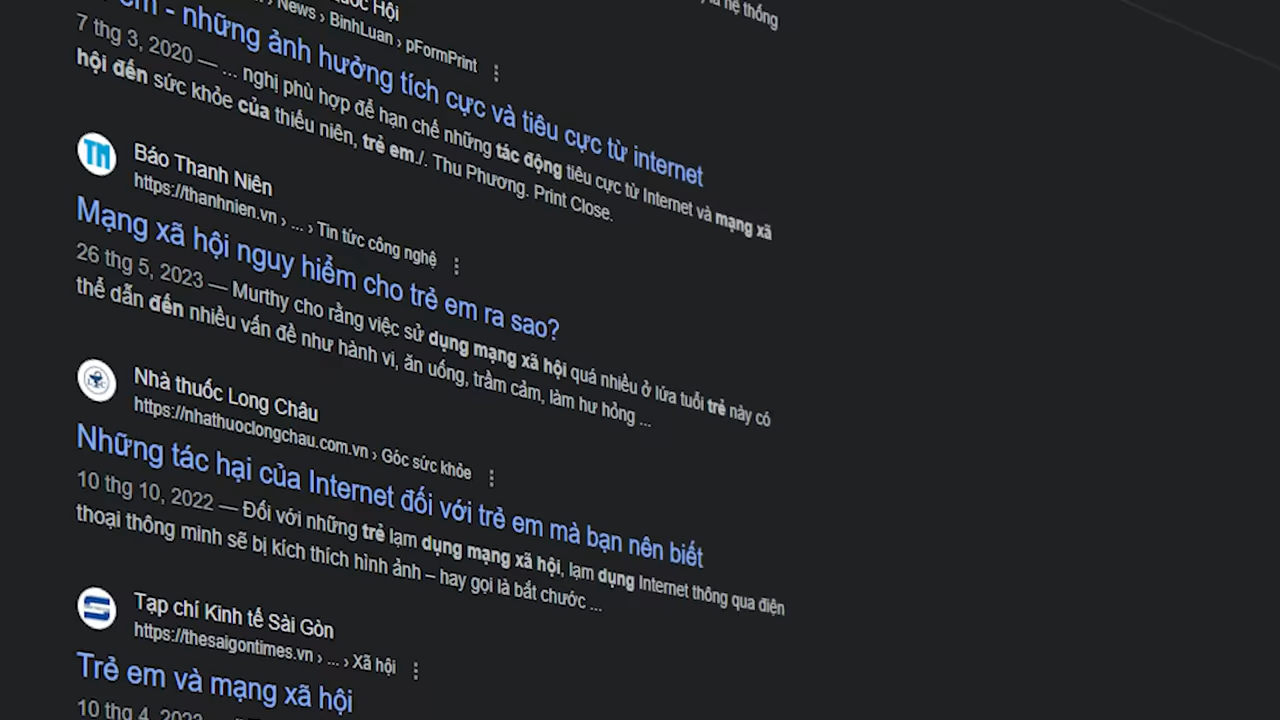 hệ thống
Quốc Hội
News › BinhLuan › pFormPrint
em - những ảnh hưởng tích cực và tiêu cực từ internet
7 thg 3, 2020 — ... nghị phù hợp để hạn chế những tác động tiêu cực từ Internet và mạng xã
hội đến sức khỏe của thiếu niên, trẻ em./. Thu Phương. Print Close.
Báo Thanh Niên
https://thanhnien.vn › ... › Tin tức công nghệ
Mạng xã hội nguy hiểm cho trẻ em ra sao?
26 thg 5, 2023 — Murthy cho rằng việc sử dụng mạng xã hội quá nhiều ở lứa tuổi trẻ này có
thể dẫn đến nhiều vấn đề như hành vi, ăn uống, trầm cảm, làm hư hỏng ...
Nhà thuốc Long Châu
https://nhathuoclongchau.com.vn › Góc sức khỏe
Những tác hại của Internet đối với trẻ em mà bạn nên biết
10 thg 10, 2022 — Đối với những trẻ lạm dụng mạng xã hội, lạm dụng Internet thông qua điện
thoại thông minh sẽ bị kích thích hình ảnh – hay gọi là bắt chước ...
Tạp chí Kinh tế Sài Gòn
https://thesaigontimes.vn › ... › Xã hội
Trẻ em và mạng xã hội
10 thg 4,